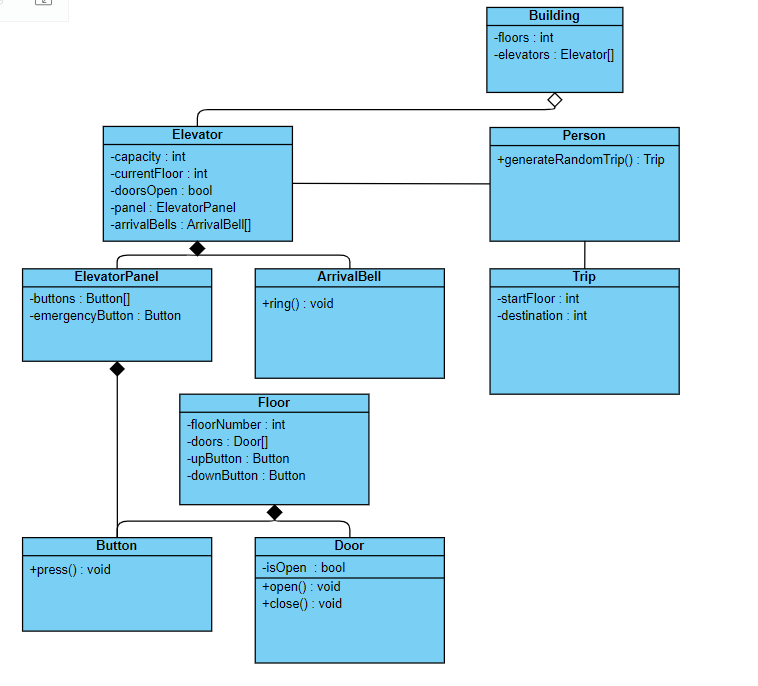 Building
-floors : int
-elevators : Elevator[]
Elevator
-capacity : int
-currentFloor : int
-doorsOpen : bool
-panel : ElevatorPanel
-arrivalBells : ArrivalBell[]
Person
+generateRandomTrip() : Trip
ElevatorPanel
-buttons : Button[]
-emergencyButton : Button
ArrivalBell
+ring() : void
Trip
-startFloor : int
-destination : int
Floor
-floorNumber : int
-doors : Door[]
-upButton : Button
-downButton : Button
Button
+press() : void
Door
-isOpen : bool
+open() : void
+close() : void